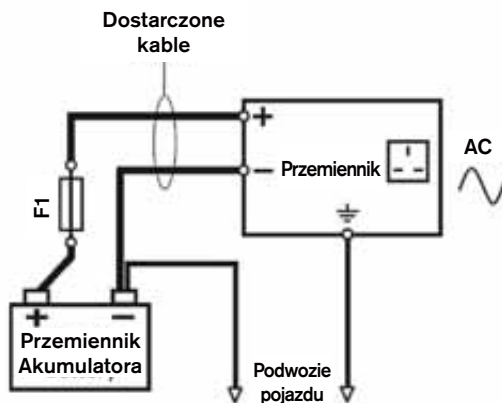 Dostarczone
kable
+
AC
− Przemiennik
F1
+ −
Przemiennik
Akumulatora
Podwozie
pojazdu